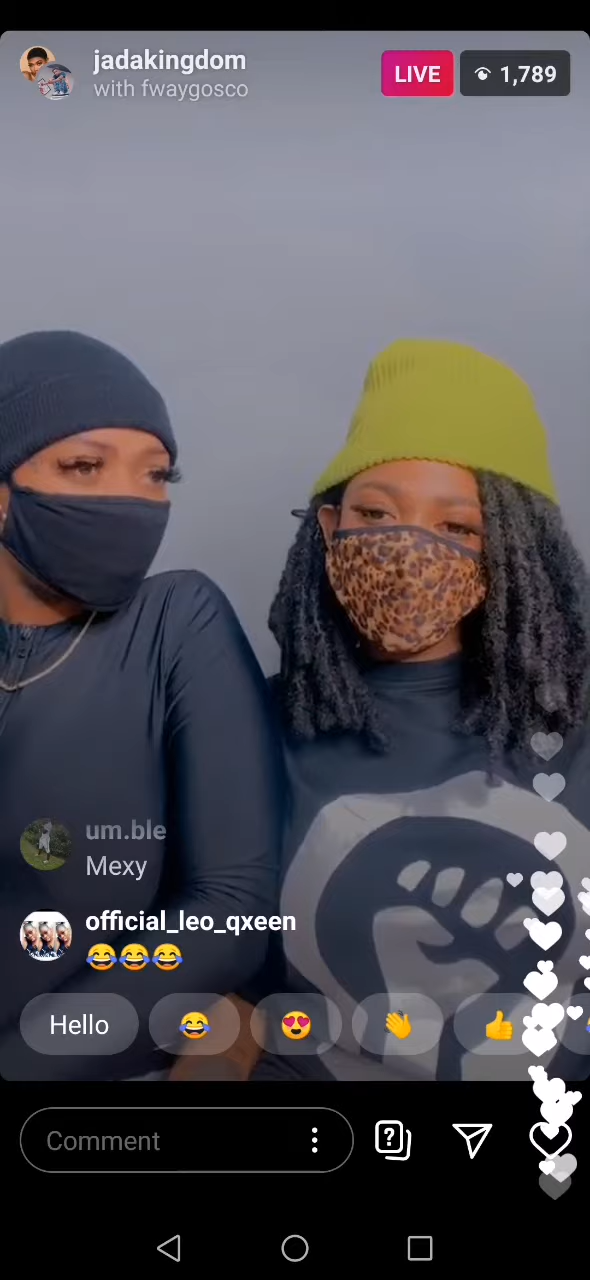 jadakingdom
with fwaygosco
LIVE
1,789
um.ble
Mexy
official_leo_qxeen
😂😂😂
Hello
😂
😍
👋
👍
Comment